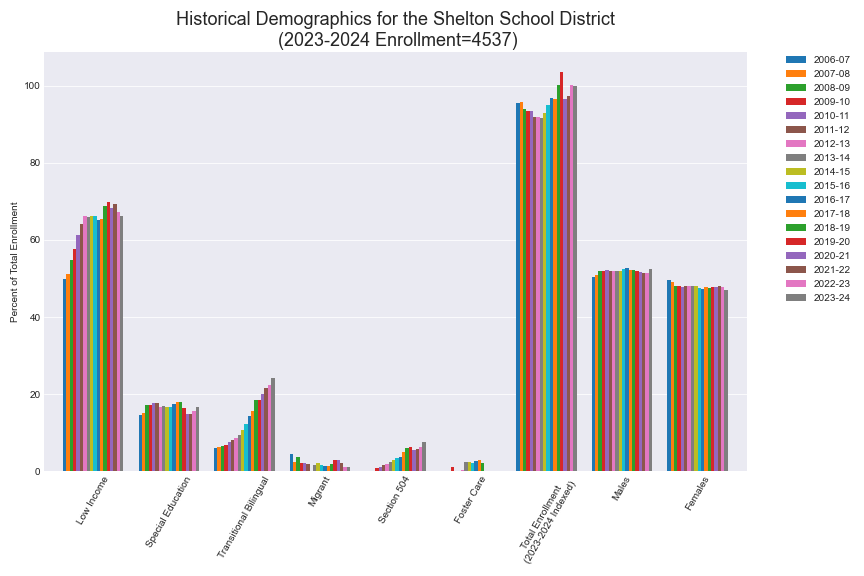 Historical Demographics for the Shelton School District
(2023-2024 Enrollment=4537)
Percent of Total Enrollment
100
80
60
40
20
0
Low Income
Special Education
Transitional Bilingual
Migrant
Section 504
Foster Care
Total Enrollment
(2023-2024 Indexed)
Males
Females
2006-07
2007-08
2008-09
2009-10
2010-11
2011-12
2012-13
2013-14
2014-15
2015-16
2016-17
2017-18
2018-19
2019-20
2020-21
2021-22
2022-23
2023-24